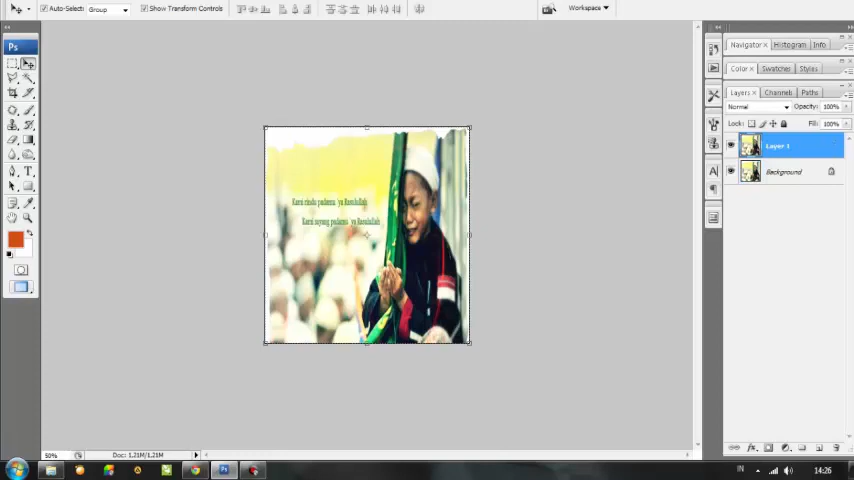 Auto-Select:
Group
Show Transform Controls
Workspace
Ps
Navigator × Histogram Info
Color × Swatches Styles
Layers × Channels Paths
Normal
Opacity: 100%
Lock:
Fill: 100%
Layer 1
Background
Kami rindu padamu ya Rasulullah
Kami sayang padamu ya Rasulullah
50%
Doc: 1,21M/1,21M
IN
14:26